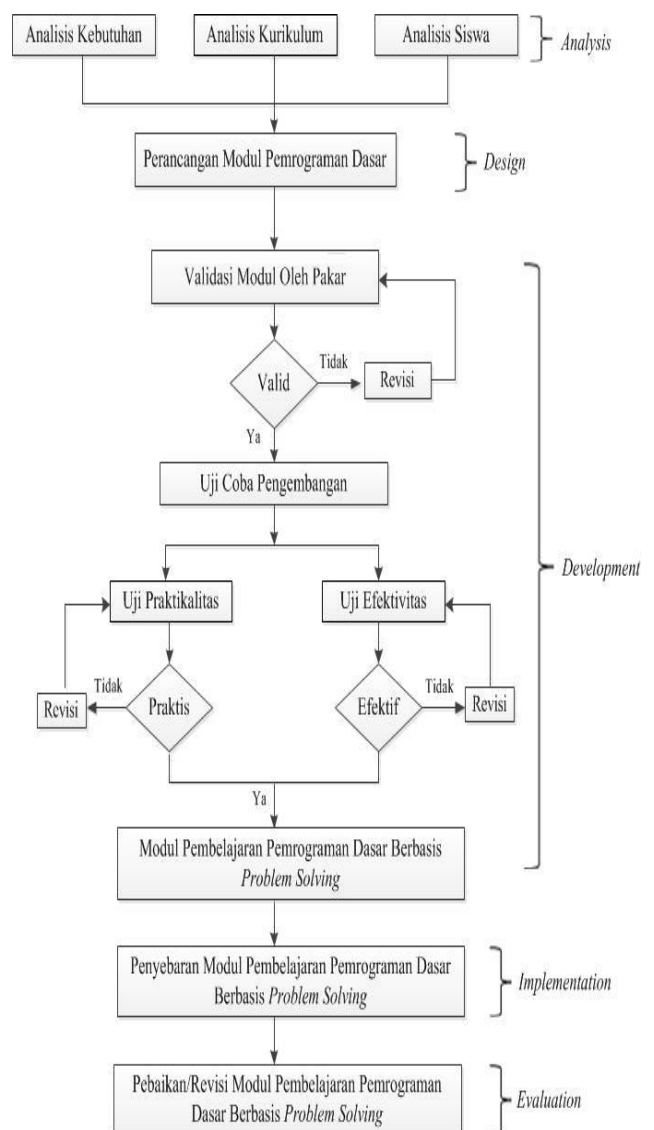 Analisis Kebutuhan
Analisis Kurikulum
Analisis Siswa
Analysis
Perancangan Modul Pemrograman Dasar
Design
Validasi Modul Oleh Pakar
Valid
Tidak
Revisi
Ya
Uji Coba Pengembangan
Development
Uji Praktikalitas
Uji Efektivitas
Revisi
Tidak
Praktis
Efektif
Tidak
Revisi
Ya
Modul Pembelajaran Pemrograman Dasar Berbasis
Problem Solving
Penyebaran Modul Pembelajaran Pemrograman Dasar
Berbasis Problem Solving
Implementation
Pebaikan/Revisi Modul Pembelajaran Pemrograman
Dasar Berbasis Problem Solving
Evaluation